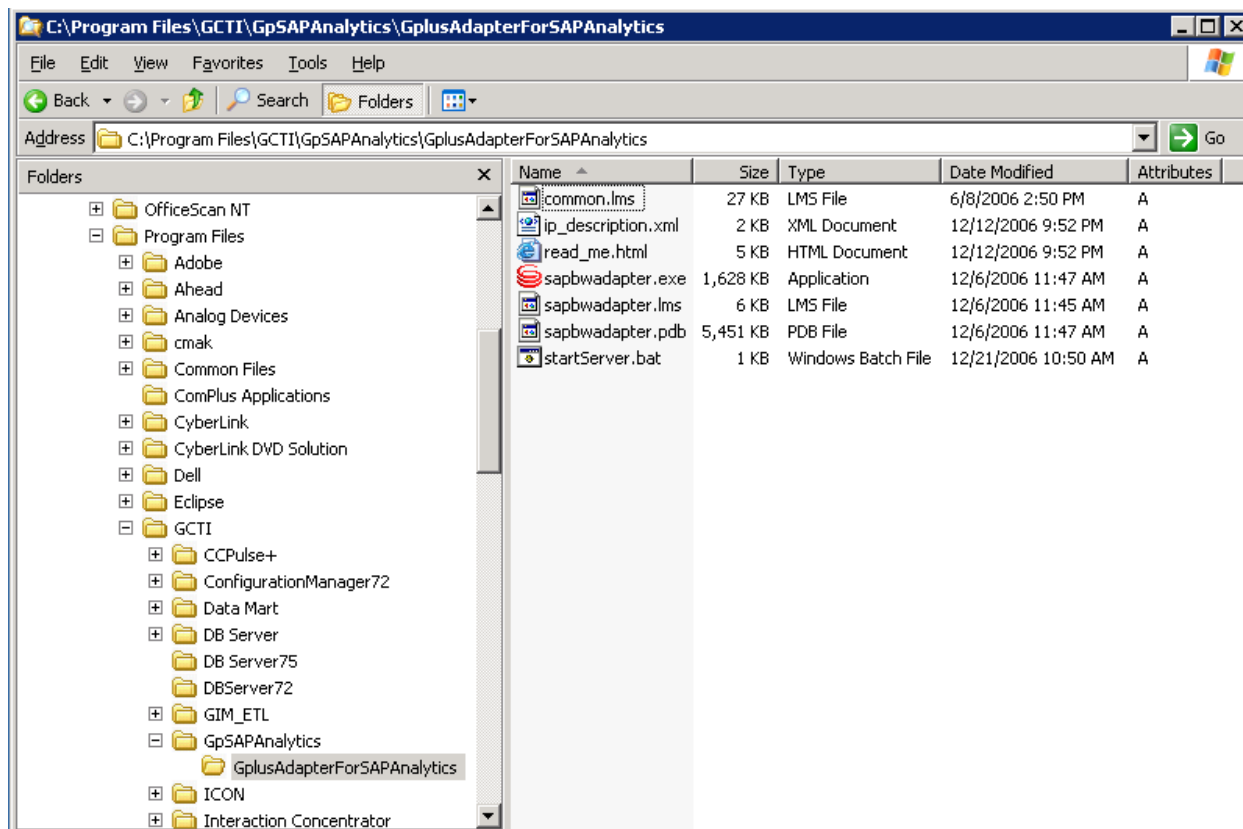 C:\Program Files\GCTI\GpSAPAnalytics\GplusAdapterForSAPAnalytics
File Edit View Favorites Tools Help
Back Search Folders
Address C:\Program Files\GCTI\GpSAPAnalytics\GplusAdapterForSAPAnalytics Go
Folders x
OfficeScan NT
Program Files
Adobe
Ahead
Analog Devices
cmak
Common Files
ComPlus Applications
CyberLink
CyberLink DVD Solution
Dell
Eclipse
GCTI
CCPulse+
ConfigurationManager72
Data Mart
DB Server
DB Server75
DBServer72
GIM_ETL
GpSAPAnalytics
GplusAdapterForSAPAnalytics
ICON
Interaction Concentrator
Name Size Type Date Modified Attributes
common.lms 27 KB LMS File 6/8/2006 2:50 PM A
ip_description.xml 2 KB XML Document 12/12/2006 9:52 PM A
read_me.html 5 KB HTML Document 12/12/2006 9:52 PM A
sapbwadapter.exe 1,628 KB Application 12/6/2006 11:47 AM A
sapbwadapter.lms 6 KB LMS File 12/6/2006 11:45 AM A
sapbwadapter.pdb 5,451 KB PDB File 12/6/2006 11:47 AM A
startServer.bat 1 KB Windows Batch File 12/21/2006 10:50 AM A